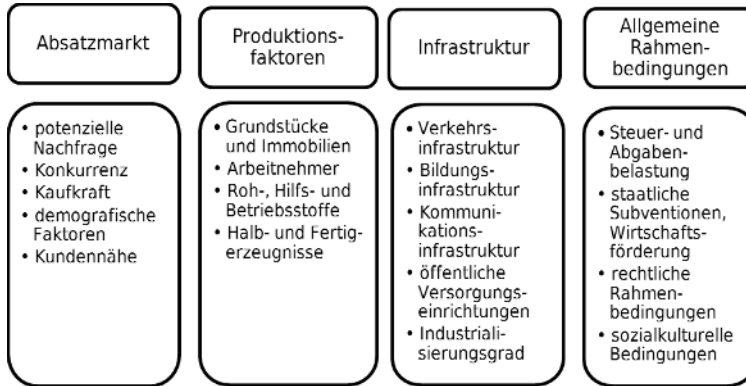 Absatzmarkt
• potenzielle
Nachfrage
• Konkurrenz
• Kaufkraft
• demografische
Faktoren
• Kundennähe
Produktions-
faktoren
• Grundstücke
und Immobilien
• Arbeitnehmer
• Roh-, Hilfs- und
Betriebsstoffe
• Halb- und Fertig-
erzeugnisse
Infrastruktur
• Verkehrs-
infrastruktur
• Bildungs-
infrastruktur
• Kommuni-
kations-
infrastruktur
• öffentliche
Versorgungs-
einrichtungen
• Industriali-
sierungsgrad
Allgemeine
Rahmen-
bedingungen
• Steuer- und
Abgaben-
belastung
• staatliche
Subventionen,
Wirtschafts-
förderung
• rechtliche
Rahmen-
bedingungen
• sozialkulturelle
Bedingungen